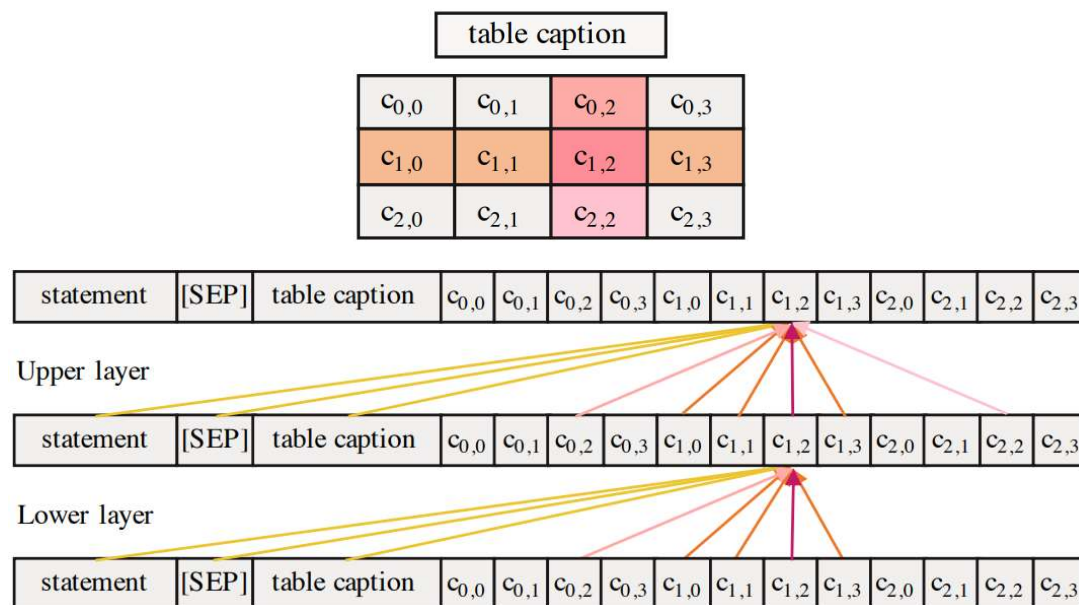 table caption
c0,0 c0,1 c0,2 c0,3
c1,0 c1,1 c1,2 c1,3
c2,0 c2,1 c2,2 c2,3
statement [SEP] table caption c0,0 c0,1 c0,2 c0,3 c1,0 c1,1 c1,2 c1,3 c2,0 c2,1 c2,2 c2,3
Upper layer
statement [SEP] table caption c0,0 c0,1 c0,2 c0,3 c1,0 c1,1 c1,2 c1,3 c2,0 c2,1 c2,2 c2,3
Lower layer
statement [SEP] table caption c0,0 c0,1 c0,2 c0,3 c1,0 c1,1 c1,2 c1,3 c2,0 c2,1 c2,2 c2,3